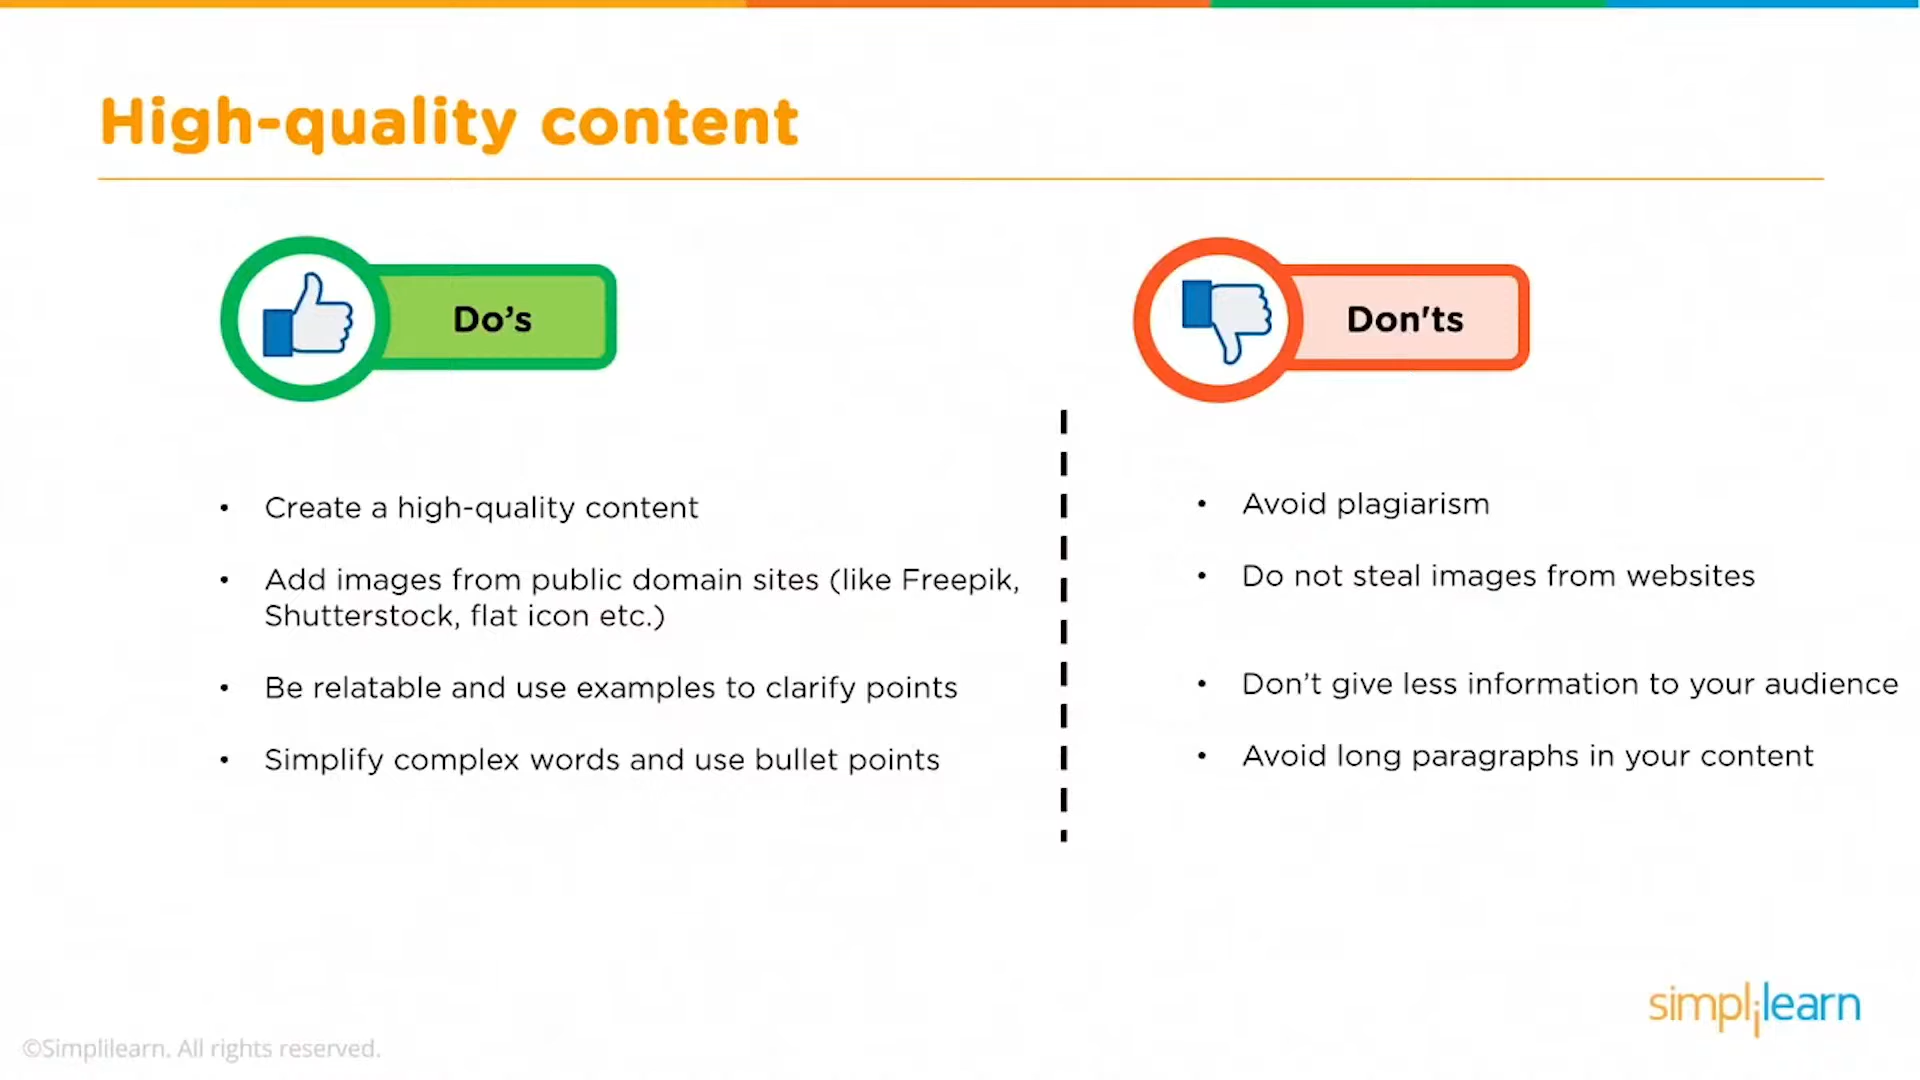 High-quality content
Do’s
• Create a high-quality content
• Add images from public domain sites (like Freepik,
Shutterstock, flat icon etc.)
• Be relatable and use examples to clarify points
• Simplify complex words and use bullet points
Don'ts
• Avoid plagiarism
• Do not steal images from websites
• Don’t give less information to your audience
• Avoid long paragraphs in your content
simplilearn
©Simplilearn. All rights reserved.